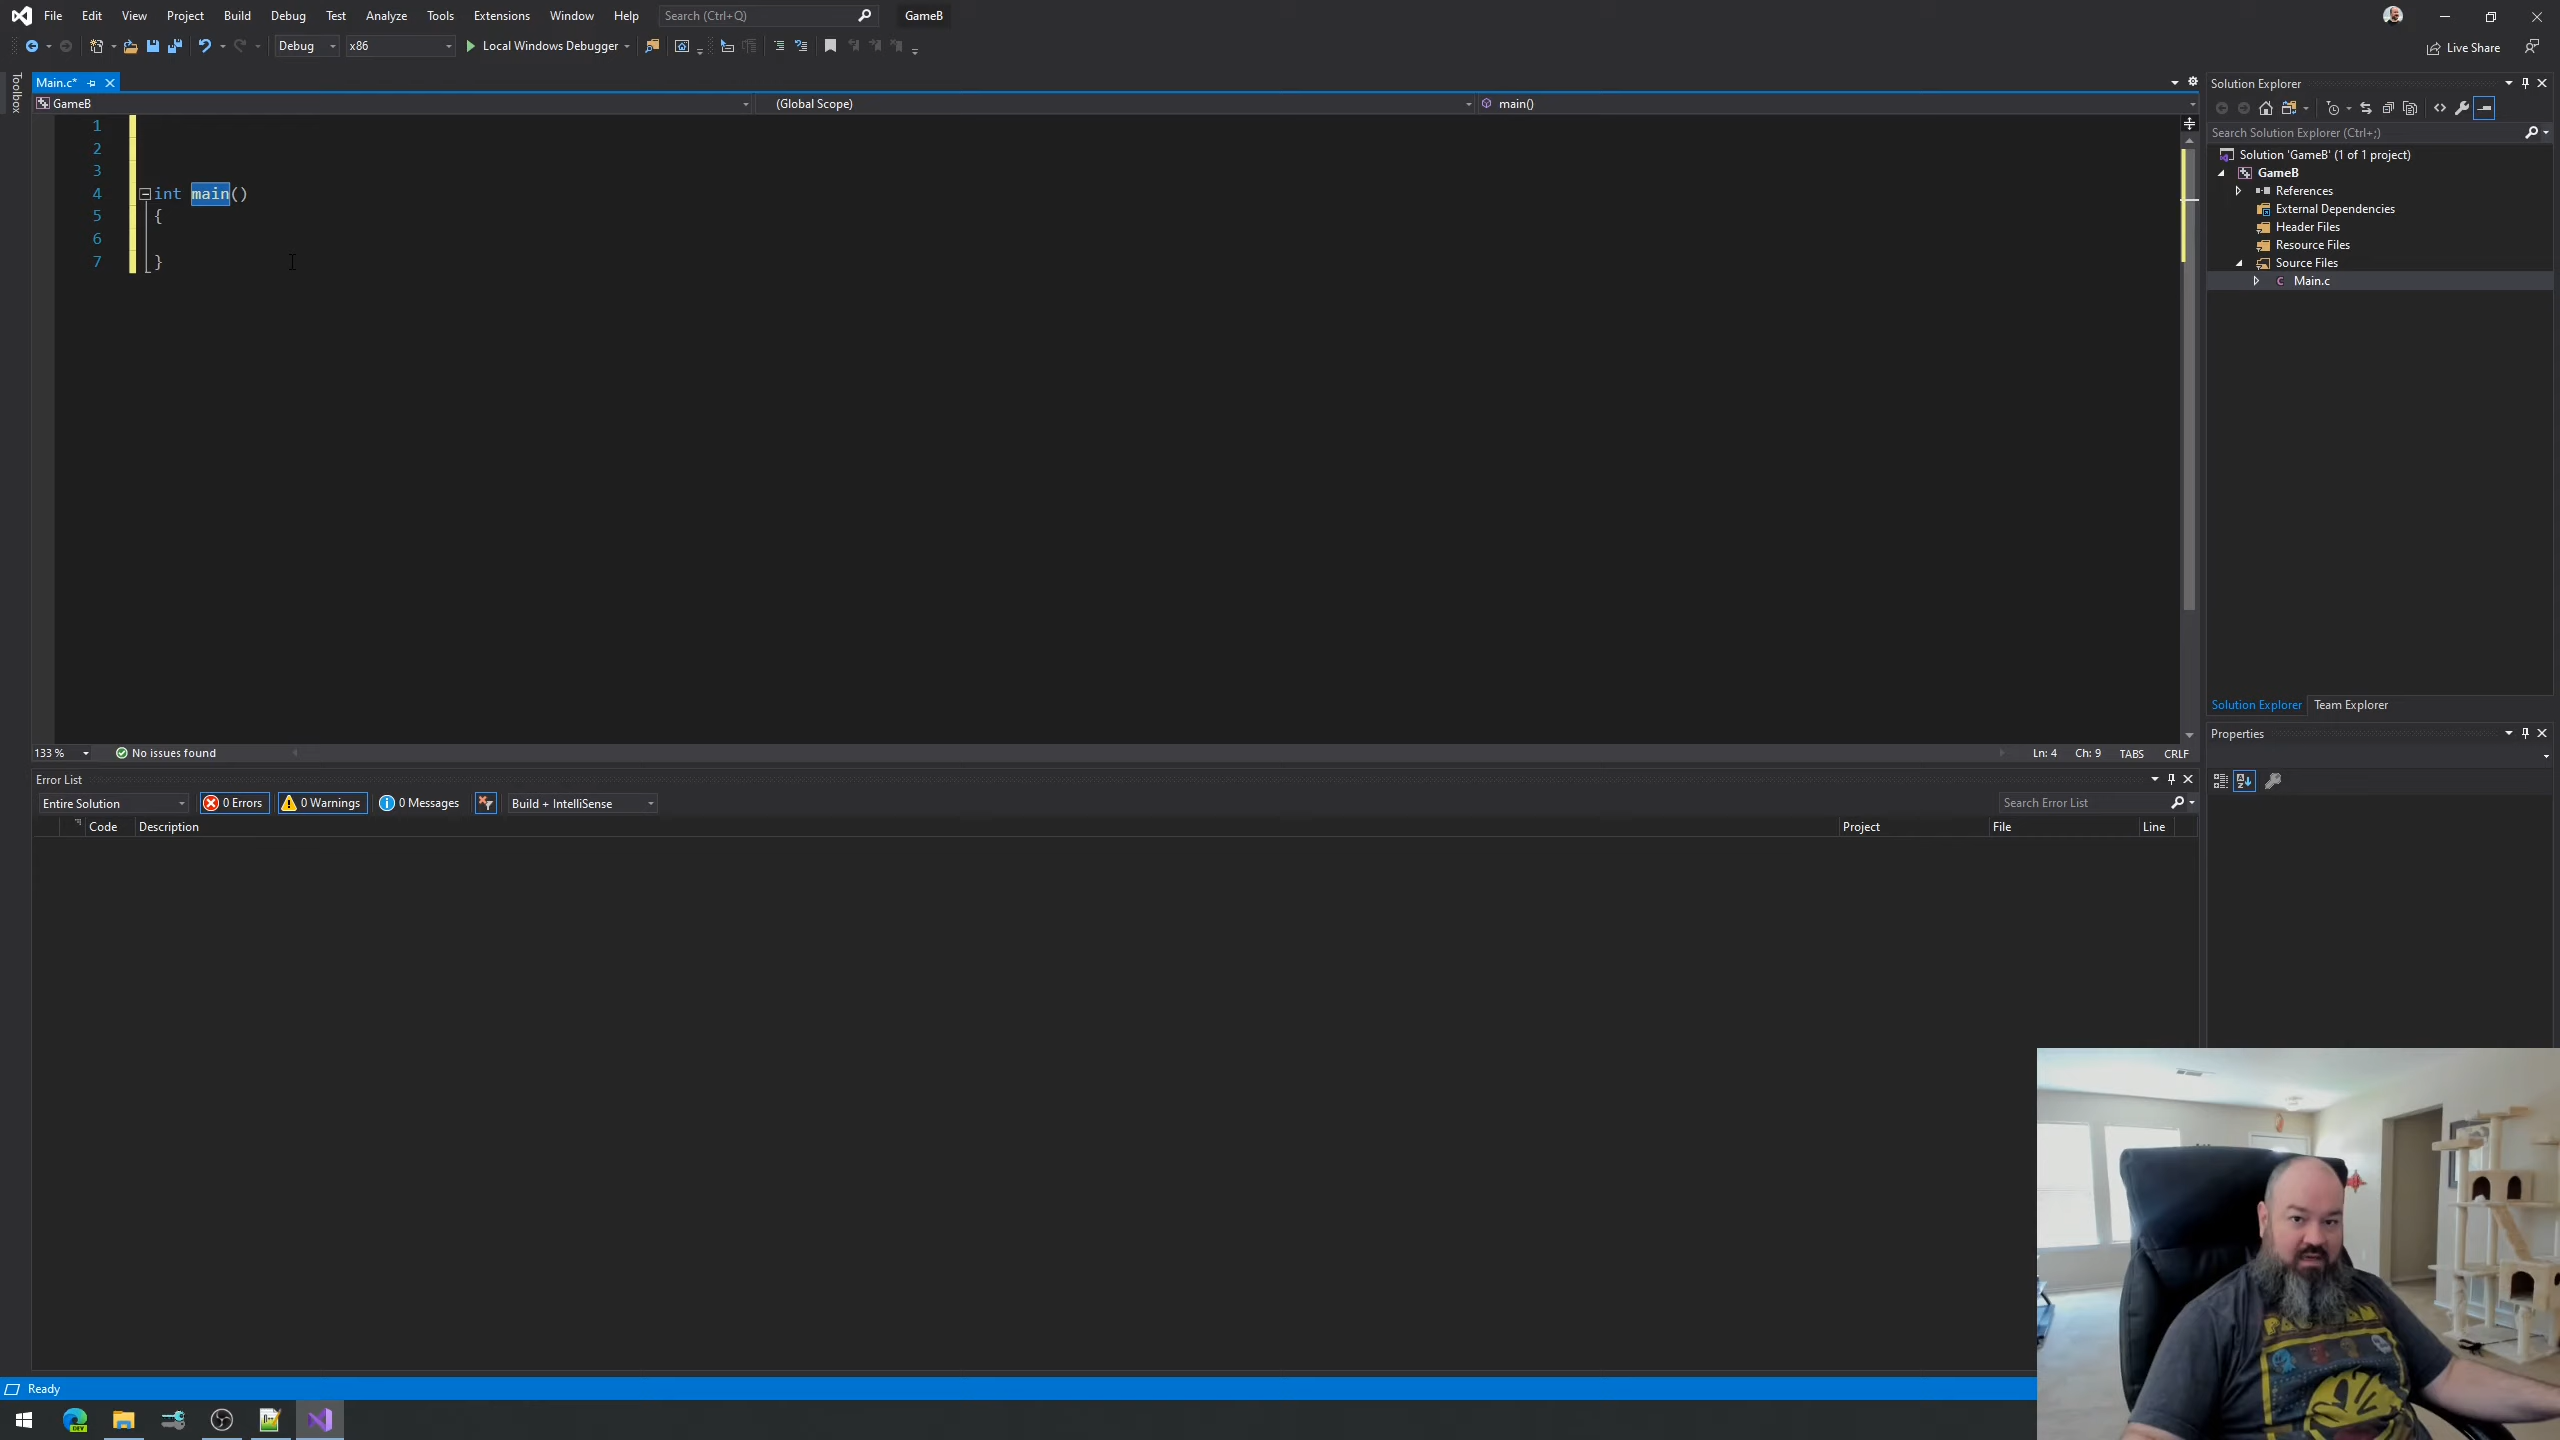 File Edit View Project Build Debug Test Analyze Tools Extensions Window Help Search (Ctrl+Q) GameB
Debug x86 Local Windows Debugger Live Share
Toolbox
Main.c*
GameB (Global Scope) main()
1
2
3
4 int main()
5 {
6
7 }
133 % No issues found Ln: 4 Ch: 9 TABS CRLF
Error List
Entire Solution 0 Errors 0 Warnings 0 Messages Build + IntelliSense Search Error List
Code Description Project File Line
Solution Explorer
Search Solution Explorer (Ctrl+;)
Solution 'GameB' (1 of 1 project)
GameB
References
External Dependencies
Header Files
Resource Files
Source Files
Main.c
Solution Explorer Team Explorer
Properties
Ready
DEV